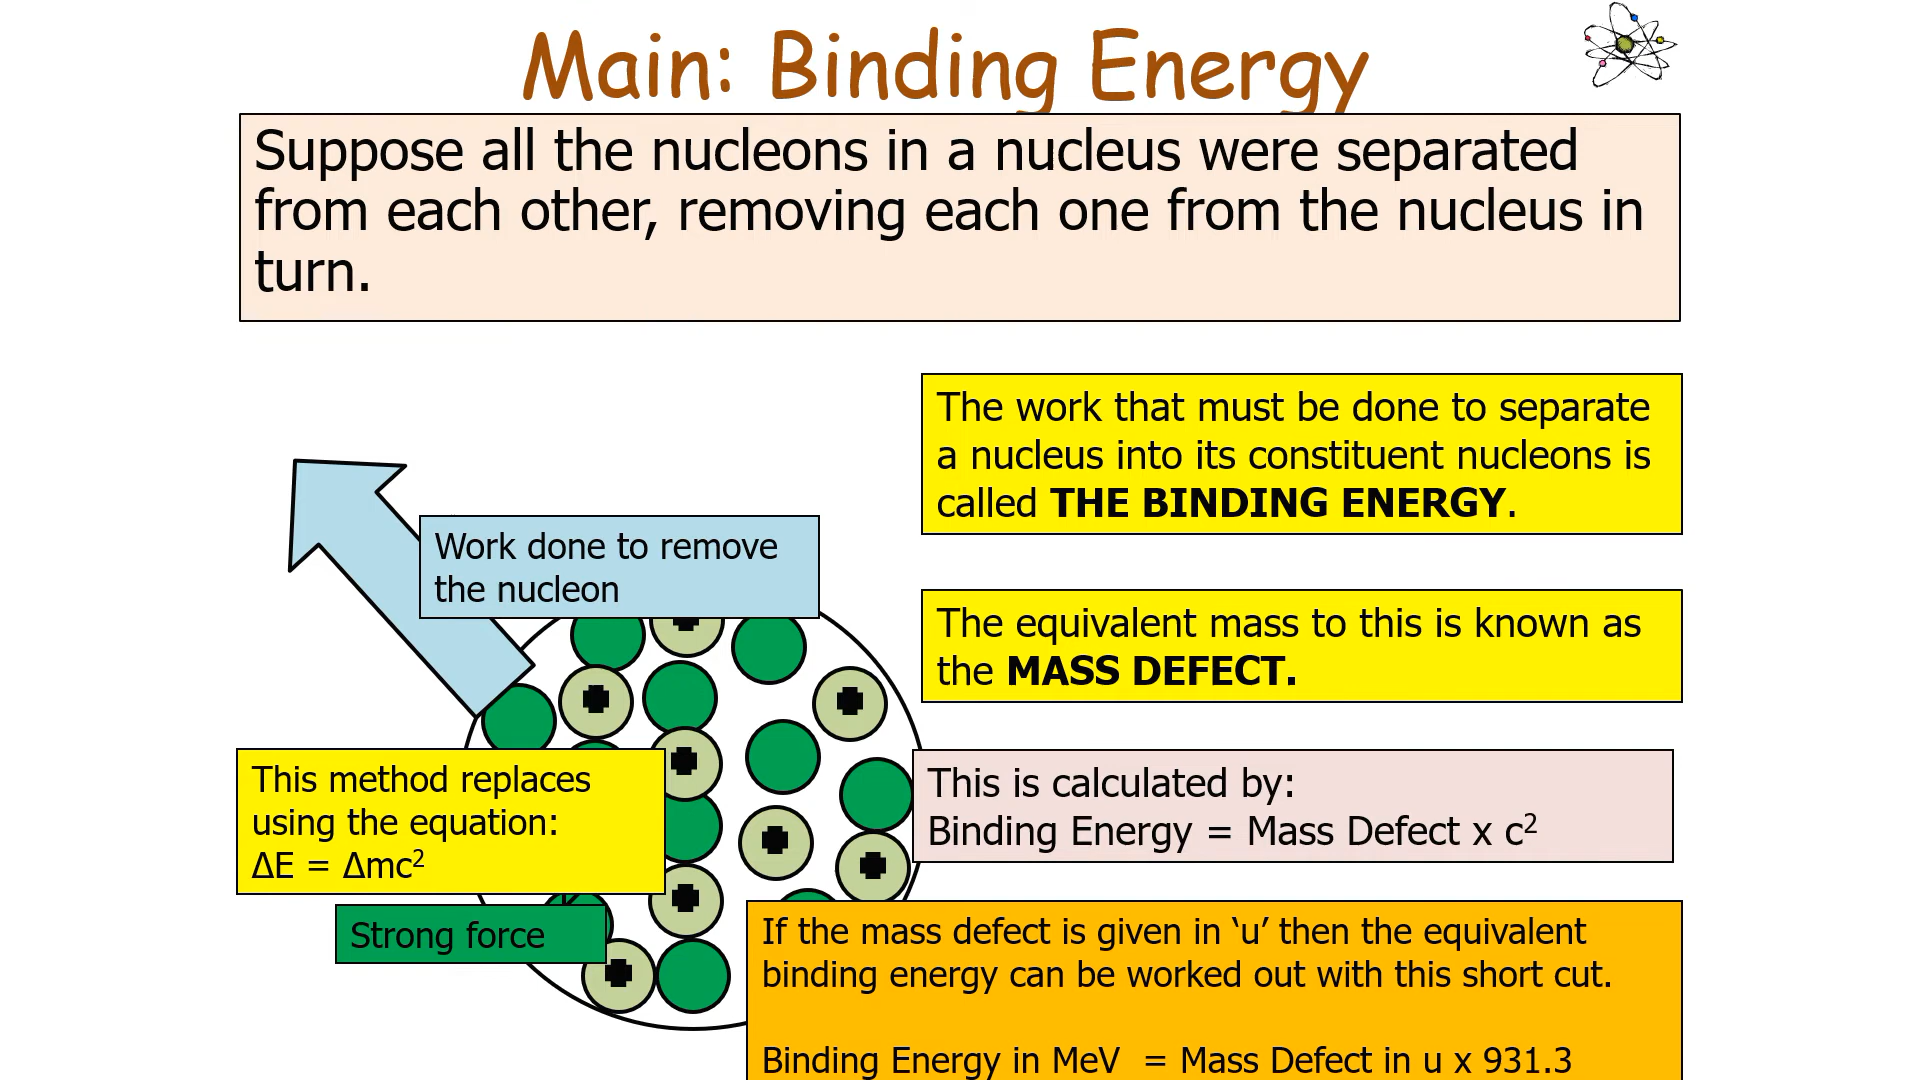 Main: Binding Energy
Suppose all the nucleons in a nucleus were separated
from each other, removing each one from the nucleus in
turn.
The work that must be done to separate
a nucleus into its constituent nucleons is
called THE BINDING ENERGY.
Work done to remove
the nucleon
The equivalent mass to this is known as
the MASS DEFECT.
This method replaces
using the equation:
ΔE = Δmc²
This is calculated by:
Binding Energy = Mass Defect x c²
Strong force
If the mass defect is given in ‘u’ then the equivalent
binding energy can be worked out with this short cut.
Binding Energy in MeV = Mass Defect in u x 931.3